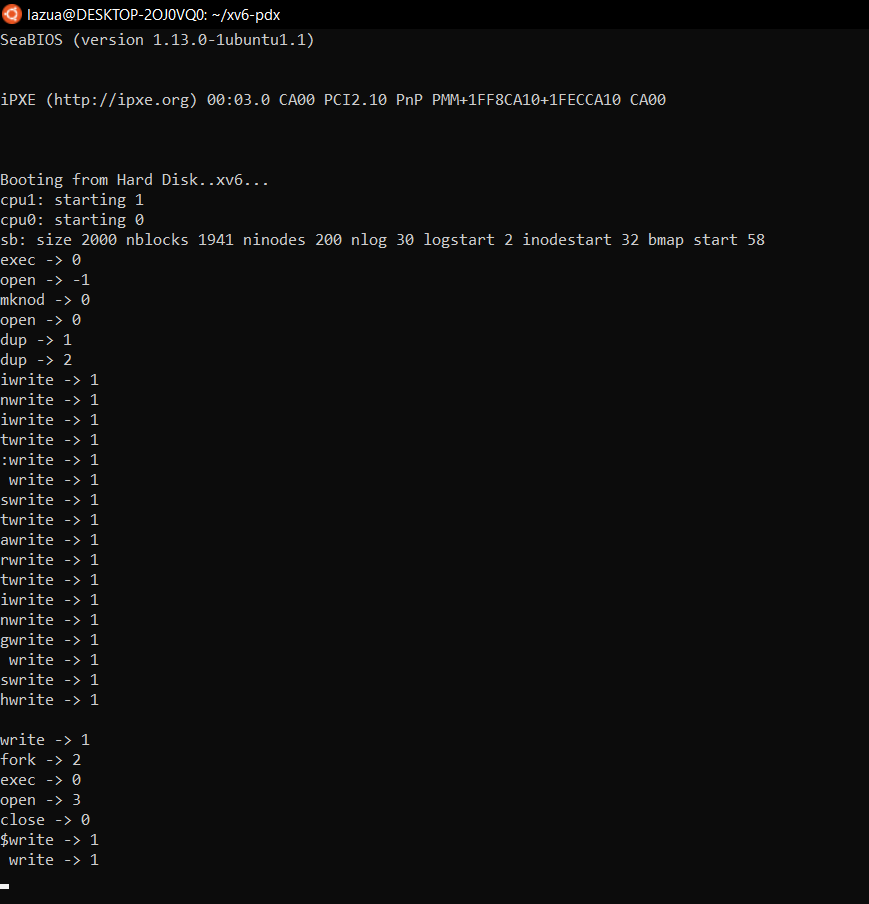 lazua@DESKTOP-2OJ0VQ0: ~/xv6-pdx
SeaBIOS (version 1.13.0-1ubuntu1.1)
iPXE (http://ipxe.org) 00:03.0 CA00 PCI2.10 PnP PMM+1FF8CA10+1FECCA10 CA00
Booting from Hard Disk..xv6...
cpu1: starting 1
cpu0: starting 0
sb: size 2000 nblocks 1941 ninodes 200 nlog 30 logstart 2 inodestart 32 bmap start 58
exec -> 0
open -> -1
mknod -> 0
open -> 0
dup -> 1
dup -> 2
iwrite -> 1
nwrite -> 1
iwrite -> 1
twrite -> 1
:write -> 1
 write -> 1
swrite -> 1
twrite -> 1
awrite -> 1
rwrite -> 1
twrite -> 1
iwrite -> 1
nwrite -> 1
gwrite -> 1
 write -> 1
swrite -> 1
hwrite -> 1
write -> 1
fork -> 2
exec -> 0
open -> 3
close -> 0
$write -> 1
 write -> 1